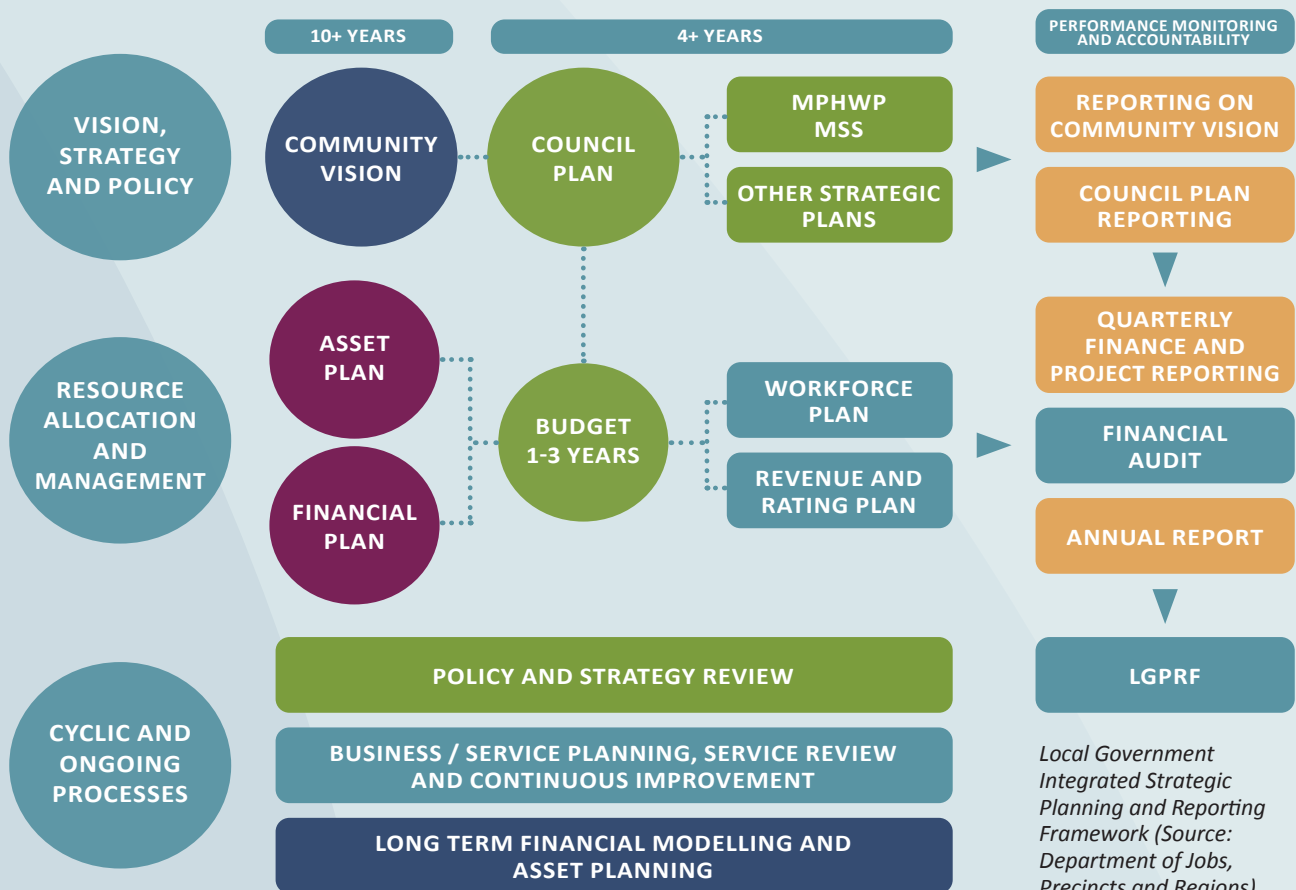 10+ YEARS
4+ YEARS
PERFORMANCE MONITORING
AND ACCOUNTABILITY
VISION,
STRATEGY
AND POLICY
COMMUNITY
VISION
COUNCIL
PLAN
MPHWP
MSS
OTHER STRATEGIC
PLANS
REPORTING ON
COMMUNITY VISION
COUNCIL PLAN
REPORTING
RESOURCE
ALLOCATION
AND
MANAGEMENT
ASSET
PLAN
FINANCIAL
PLAN
BUDGET
1-3 YEARS
WORKFORCE
PLAN
REVENUE AND
RATING PLAN
QUARTERLY
FINANCE AND
PROJECT REPORTING
FINANCIAL
AUDIT
ANNUAL REPORT
CYCLIC AND
ONGOING
PROCESSES
POLICY AND STRATEGY REVIEW
BUSINESS / SERVICE PLANNING, SERVICE REVIEW
AND CONTINUOUS IMPROVEMENT
LONG TERM FINANCIAL MODELLING AND
ASSET PLANNING
LGPRF
Local Government
Integrated Strategic
Planning and Reporting
Framework (Source:
Department of Jobs,
Precincts and Regions)